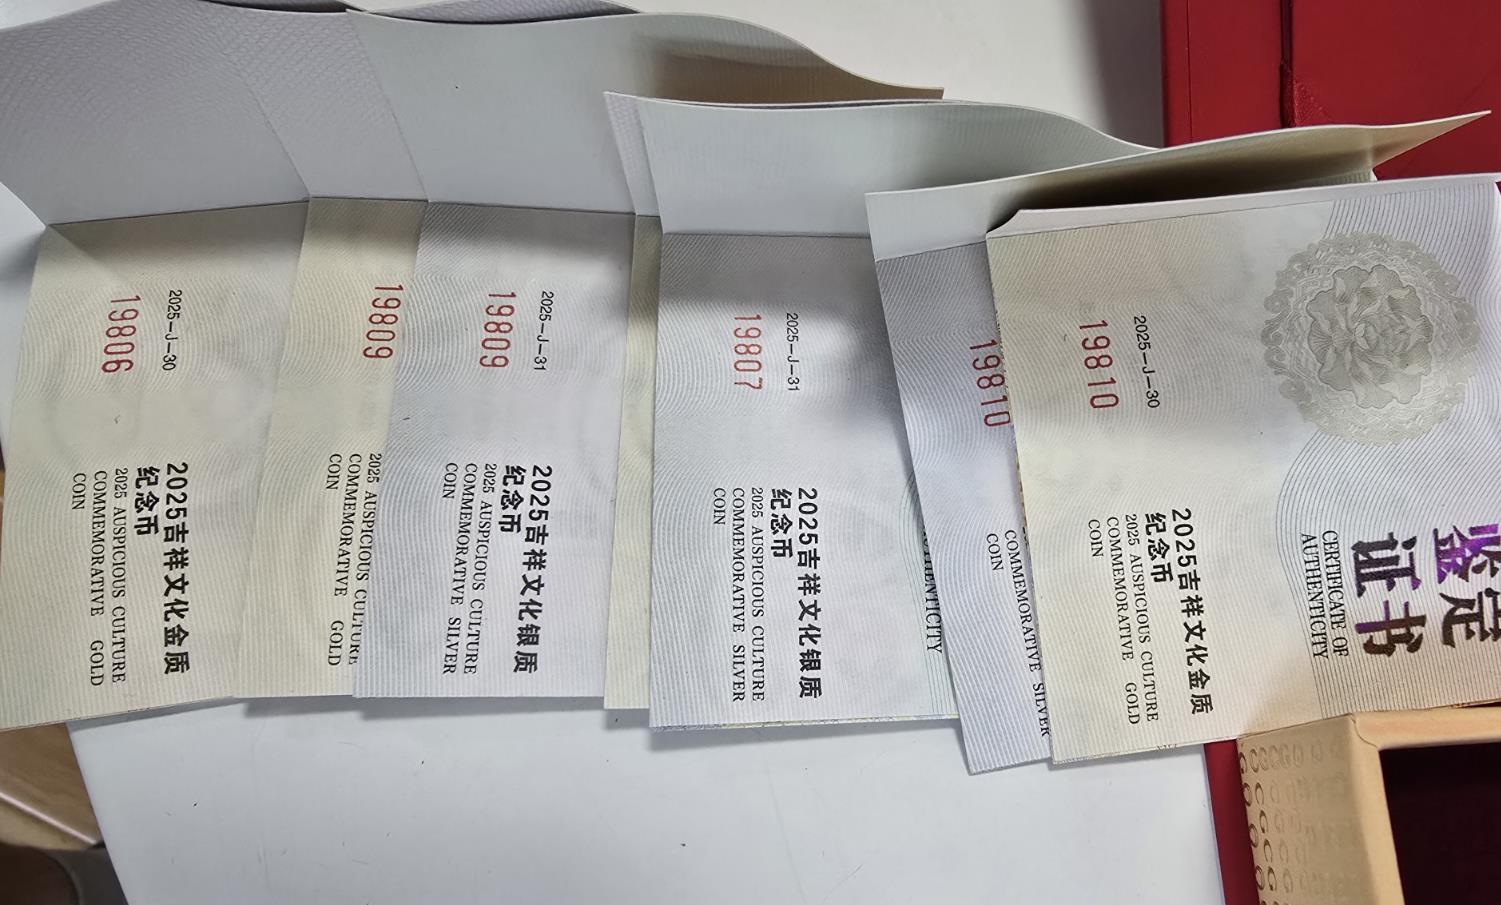 2025-J-30
19806
2025吉祥文化金质
纪念币
2025 AUSPICIOUS CULTURE
COMMEMORATIVE GOLD
COIN
19809
2025 AUSPICIOUS CULTURE
COMMEMORATIVE GOLD
COIN
2025-J-31
19809
2025吉祥文化银质
纪念币
2025 AUSPICIOUS CULTURE
COMMEMORATIVE SILVER
COIN
2025-J-31
19807
2025吉祥文化银质
纪念币
2025 AUSPICIOUS CULTURE
COMMEMORATIVE SILVER
COIN
19810
COMMEMORATIVE SILVER
COIN
鉴定
证书
CERTIFICATE OF
AUTHENTICITY
2025-J-30
19810
2025吉祥文化金质
纪念币
2025 AUSPICIOUS CULTURE
COMMEMORATIVE GOLD
COIN